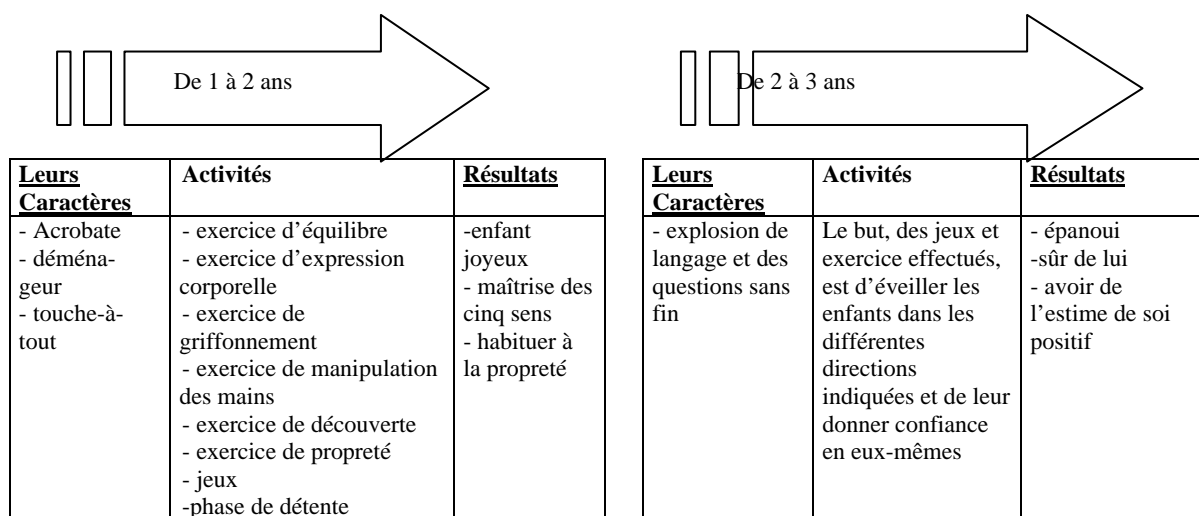 De 1 à 2 ans
Leurs
Caractères
Activités
Résultats
- Acrobate
- déména-
geur
- touche-à-
tout
- exercice d’équilibre
- exercice d’expression
corporelle
- exercice de
griffonnement
- exercice de manipulation
des mains
- exercice de découverte
- exercice de propreté
- jeux
-phase de détente
-enfant
joyeux
- maîtrise des
cinq sens
- habituer à
la propreté
De 2 à 3 ans
Leurs
Caractères
Activités
Résultats
- explosion de
langage et des
questions sans
fin
Le but, des jeux et
exercice effectués,
est d’éveiller les
enfants dans les
différentes
directions
indiquées et de leur
donner confiance
en eux-mêmes
- épanoui
-sûr de lui
- avoir de
l’estime de soi
positif